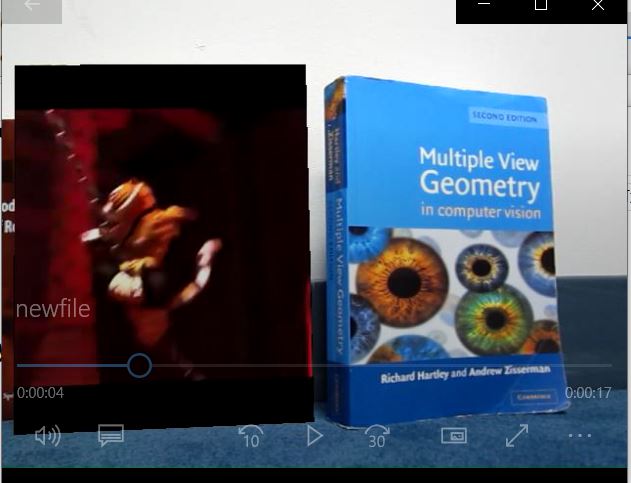 SECOND EDITION
Multiple View
Geometry
in computer vision
Hartley and
Zisserman
Multiple View Geometry
newfile
Richard Hartley and Andrew Zisserman
CAMBRIDGE
0:00:04
0:00:17
10
30